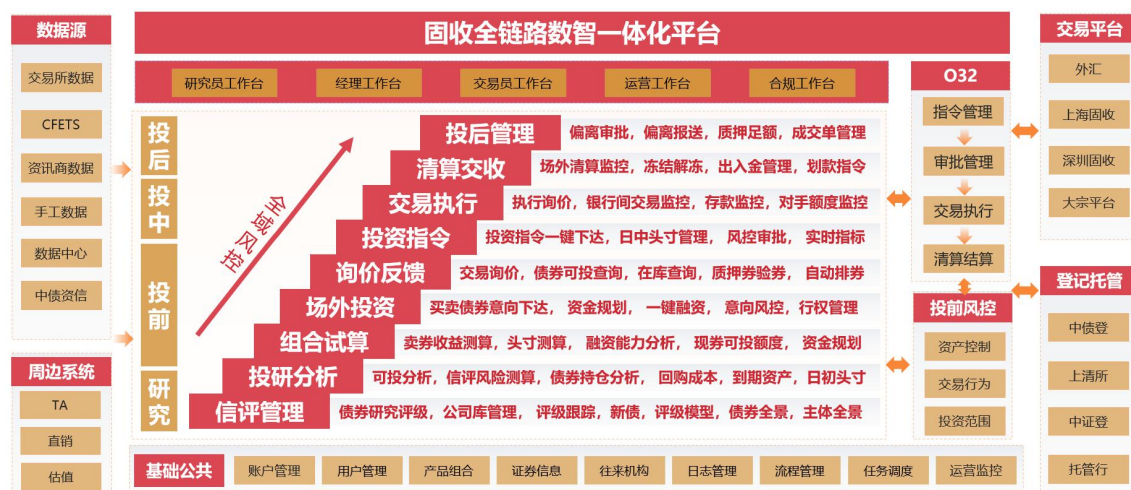 数据源
交易所数据
CFETS
资讯商数据
手工数据
数据中心
中债资信
周边系统
TA
直销
估值
固收全链路数智一体化平台
研究员工作台
经理工作台
交易员工作台
运营工作台
合规工作台
投后
投中
投前
研究
全域风控
投后管理
偏离审批，偏离报送，质押足额，成交单管理
清算交收
场外清算监控，冻结解冻，出入金管理，划款指令
交易执行
执行询价，银行间交易监控，存款监控，对手额度监控
投资指令
投资指令一键下达，日中头寸管理， 风控审批， 实时指标
询价反馈
交易询价，债券可投查询，在库查询，质押券验券， 自动排券
场外投资
买卖债券意向下达， 资金规划， 一键融资，意向风控，行权管理
组合试算
卖券收益测算，头寸测算， 融资能力分析， 现券可投额度， 资金规划
投研分析
可投分析，信评风险测算，债券持仓分析， 回购成本，到期资产，日初头寸
信评管理
债券研究评级，公司库管理， 评级跟踪，新债，评级模型，债券全景，主体全景
基础公共
账户管理
用户管理
产品组合
证券信息
往来机构
日志管理
流程管理
任务调度
运营监控
O32
指令管理
审批管理
交易执行
清算结算
投前风控
资产控制
交易行为
投资范围
交易平台
外汇
上海固收
深圳固收
大宗平台
登记托管
中债登
上清所
中证登
托管行